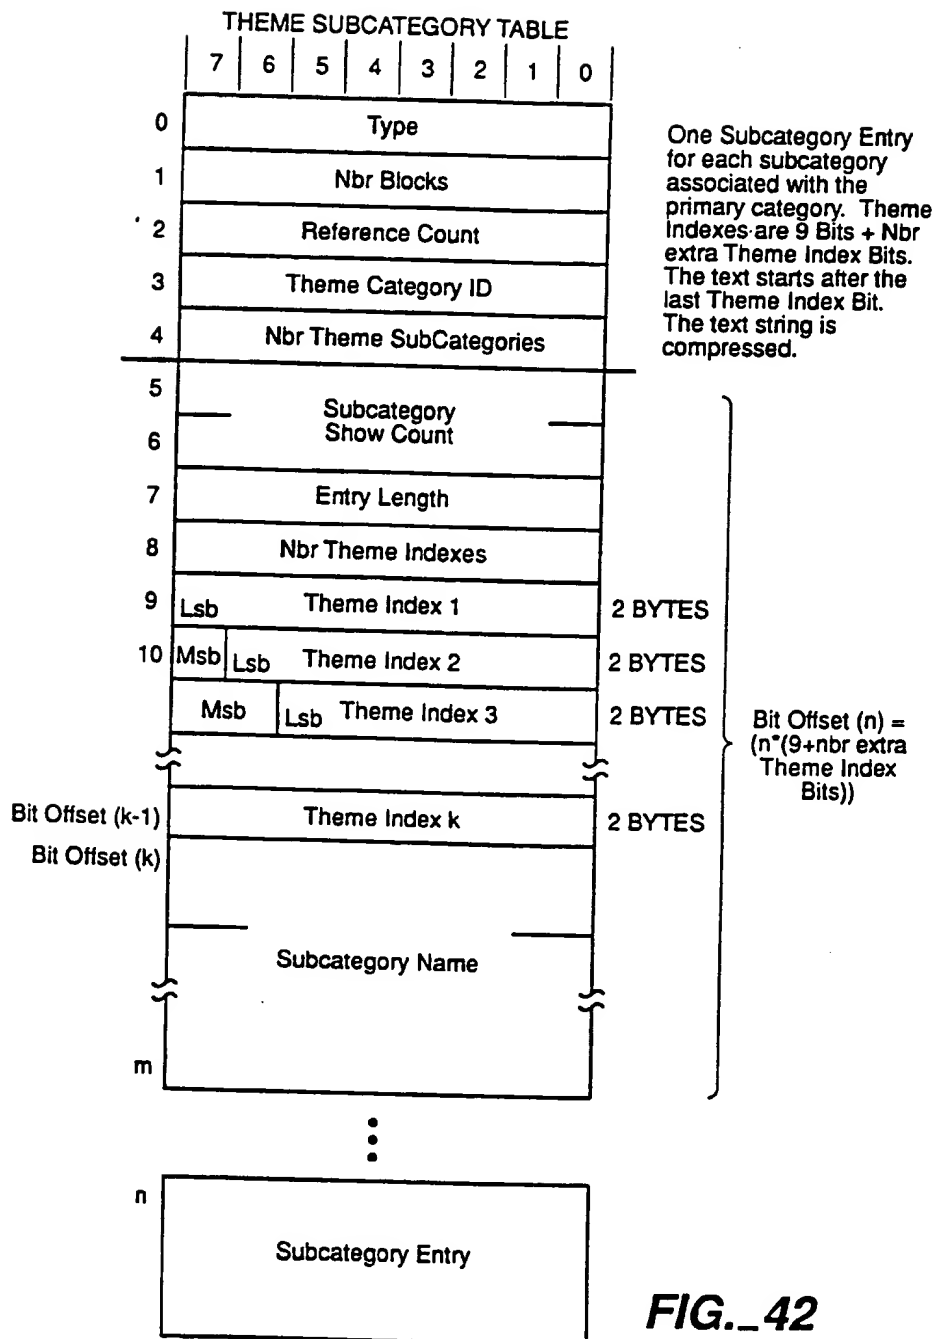 THEME SUBCATEGORY TABLE
7 6 5 4 3 2 1 0
0 Type
1 Nbr Blocks
2 Reference Count
3 Theme Category ID
4 Nbr Theme SubCategories
One Subcategory Entry
for each subcategory
associated with the
primary category. Theme
Indexes are 9 Bits + Nbr
extra Theme Index Bits.
The text starts after the
last Theme Index Bit.
The text string is
compressed.
5
Subcategory
Show Count
6
7 Entry Length
8 Nbr Theme Indexes
9 Lsb Theme Index 1 2 BYTES
10 Msb Lsb Theme Index 2 2 BYTES
Msb Lsb Theme Index 3 2 BYTES
Bit Offset (n) =
(n*(9+nbr extra
Theme Index
Bits))
Bit Offset (k-1) Theme Index k 2 BYTES
Bit Offset (k)
Subcategory Name
m
n
Subcategory Entry
FIG._42